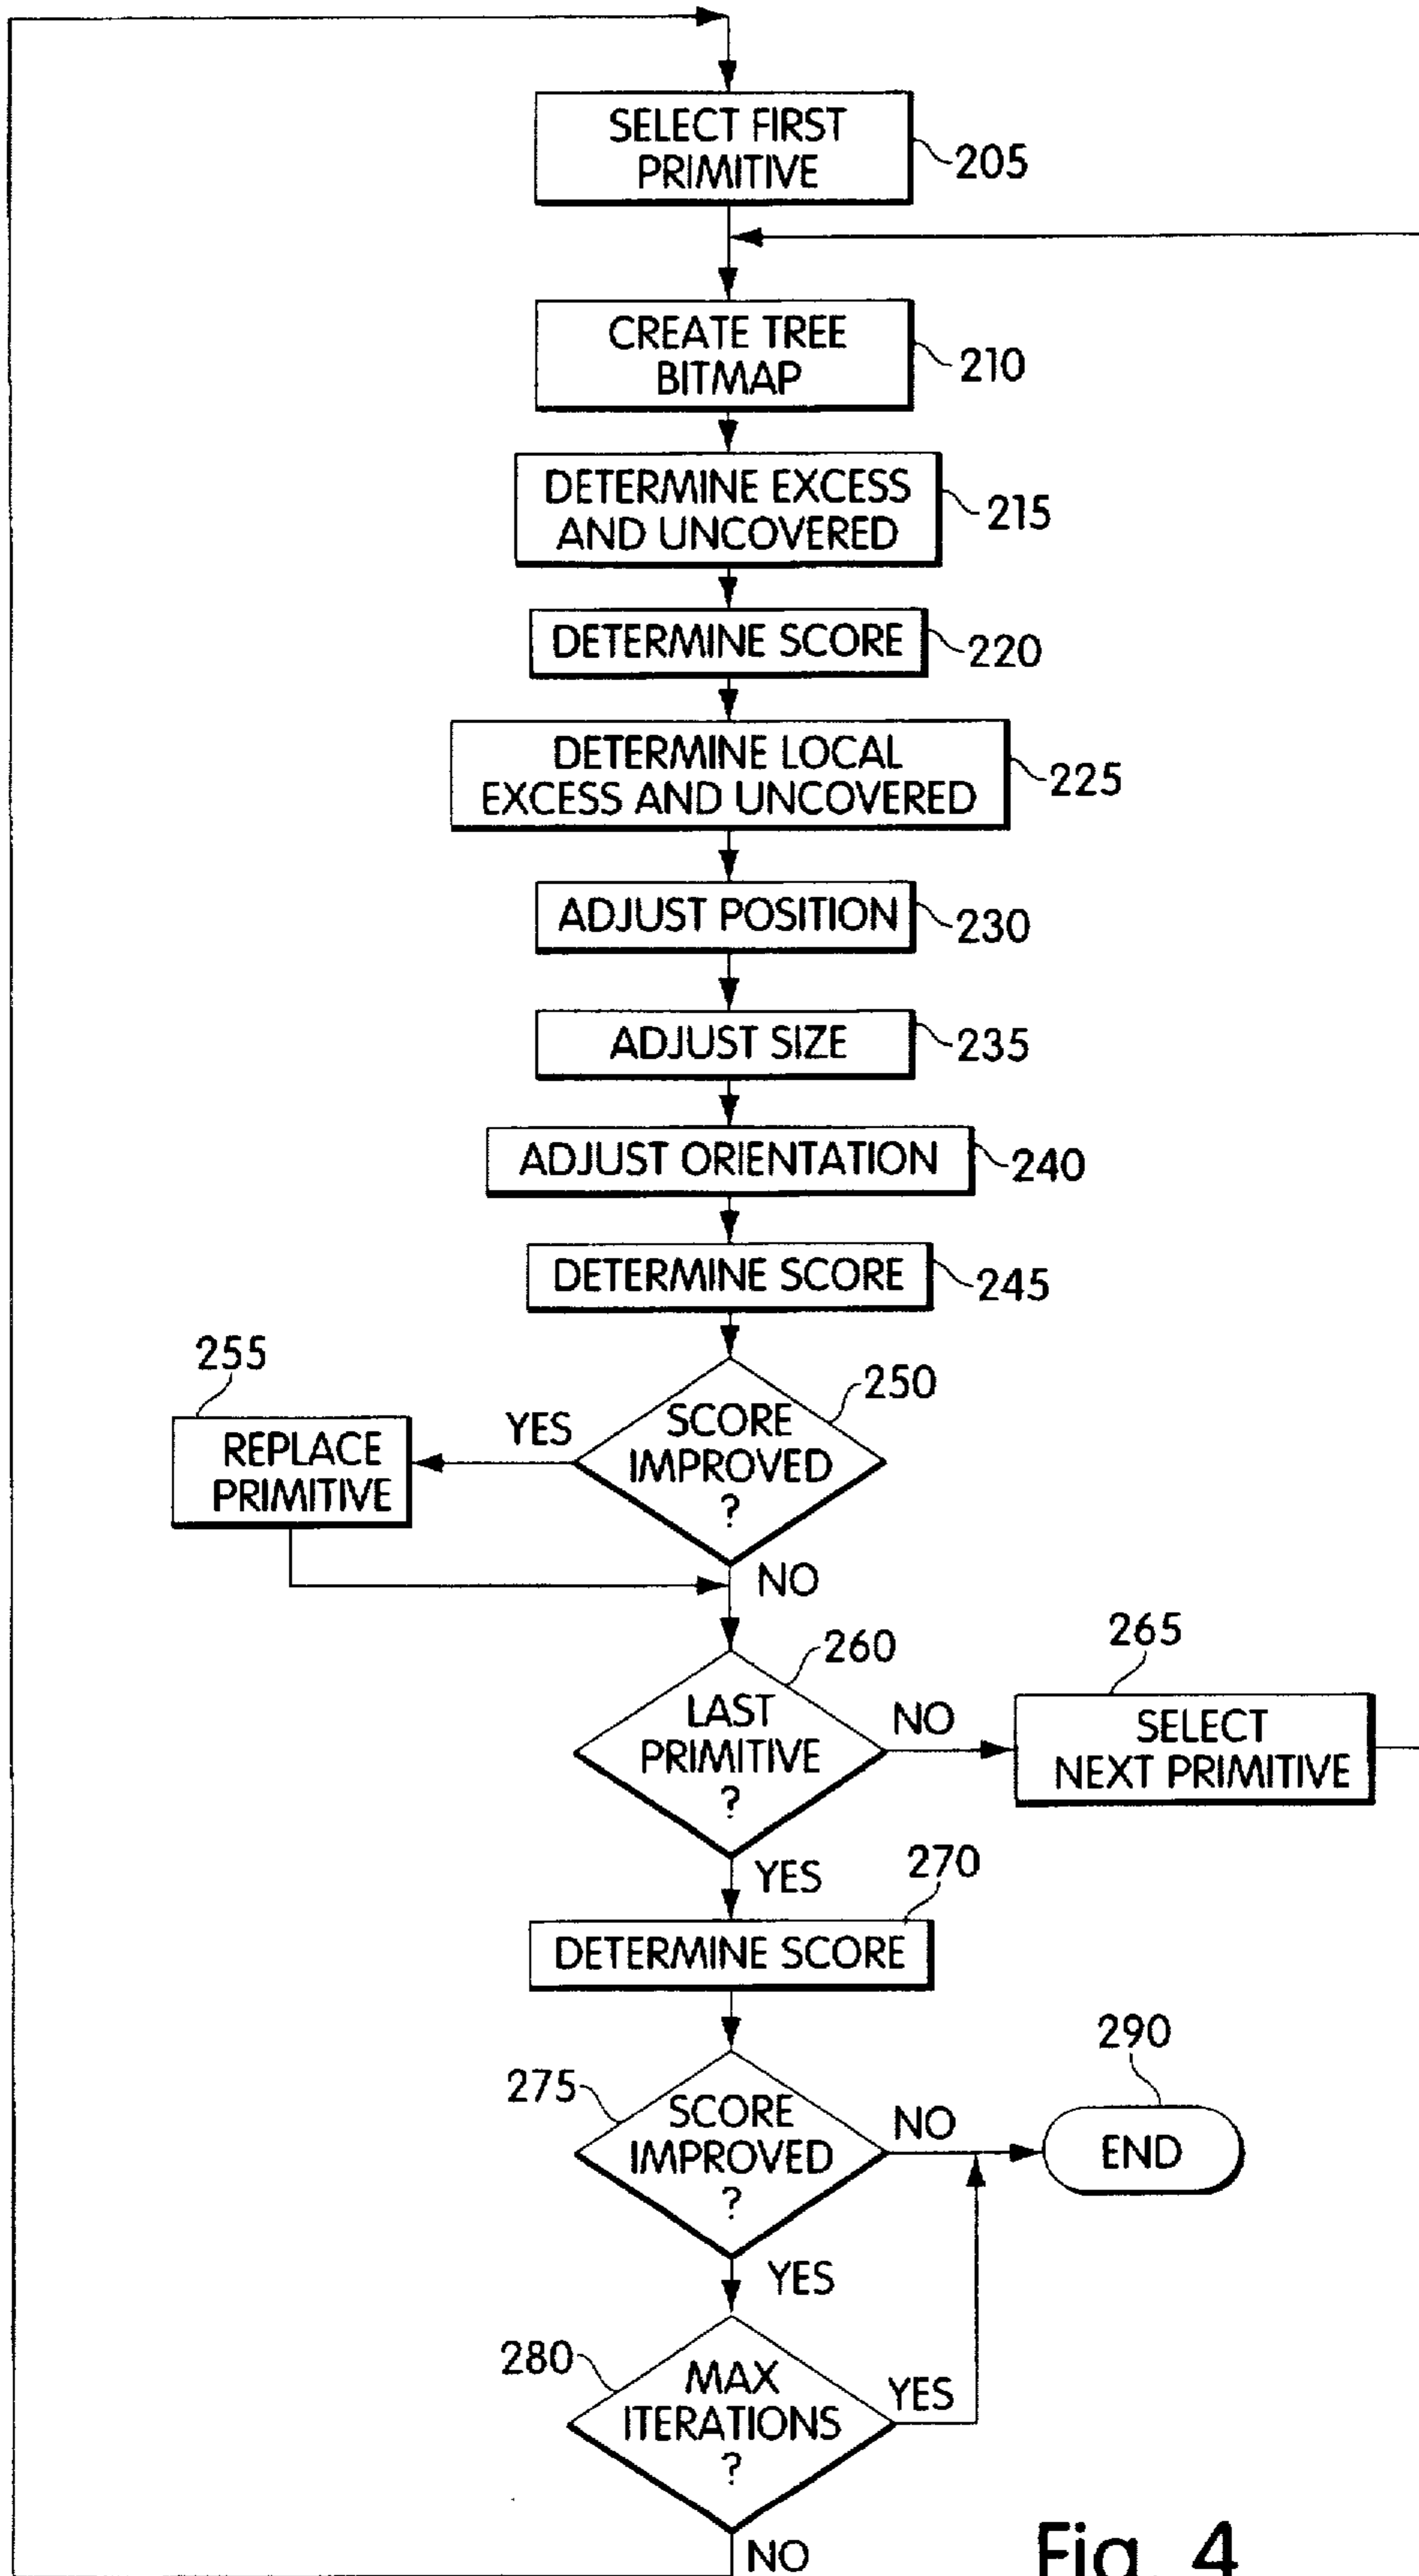 SELECT FIRST
PRIMITIVE
205
CREATE TREE
BITMAP
210
DETERMINE EXCESS
AND UNCOVERED
215
DETERMINE SCORE
220
DETERMINE LOCAL
EXCESS AND UNCOVERED
225
ADJUST POSITION
230
ADJUST SIZE
235
ADJUST ORIENTATION
240
DETERMINE SCORE
245
250
SCORE
IMPROVED
?
YES
255
REPLACE
PRIMITIVE
NO
260
LAST
PRIMITIVE
?
NO
265
SELECT
NEXT PRIMITIVE
YES
270
DETERMINE SCORE
275
SCORE
IMPROVED
?
NO
290
END
YES
280
MAX
ITERATIONS
?
YES
NO
Fig. 4